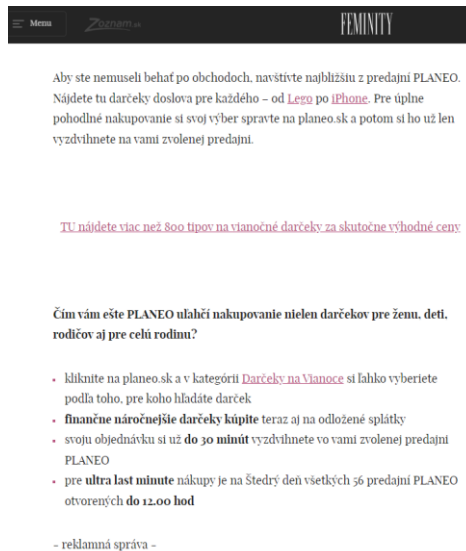 Menu
Zoznam.sk
FEMINITY
Aby ste nemuseli behať po obchodoch, navštívte najbližšiu z predajní PLANEO.
Nájdete tu darčeky doslova pre každého – od Lego po iPhone. Pre úplne
pohodlné nakupovanie si svoj výber spravte na planeo.sk a potom si ho už len
vyzdvihnete na vami zvolenej predajni.
TU nájdete viac než 800 tipov na vianočné darčeky za skutočne výhodné ceny
Čím vám ešte PLANEO uľahčí nakupovanie nielen darčekov pre ženu, deti,
rodičov aj pre celú rodinu?
• kliknite na planeo.sk a v kategórii Darčeky na Vianoce si ľahko vyberiete
podľa toho, pre koho hľadáte darček
• finančne náročnejšie darčeky kúpite teraz aj na odložené splátky
• svoju objednávku si už do 30 minút vyzdvihnete vo vami zvolenej predajni
PLANEO
• pre ultra last minute nákupy je na Štedrý deň všetkých 56 predajní PLANEO
otvorených do 12.00 hod
– reklamná správa –